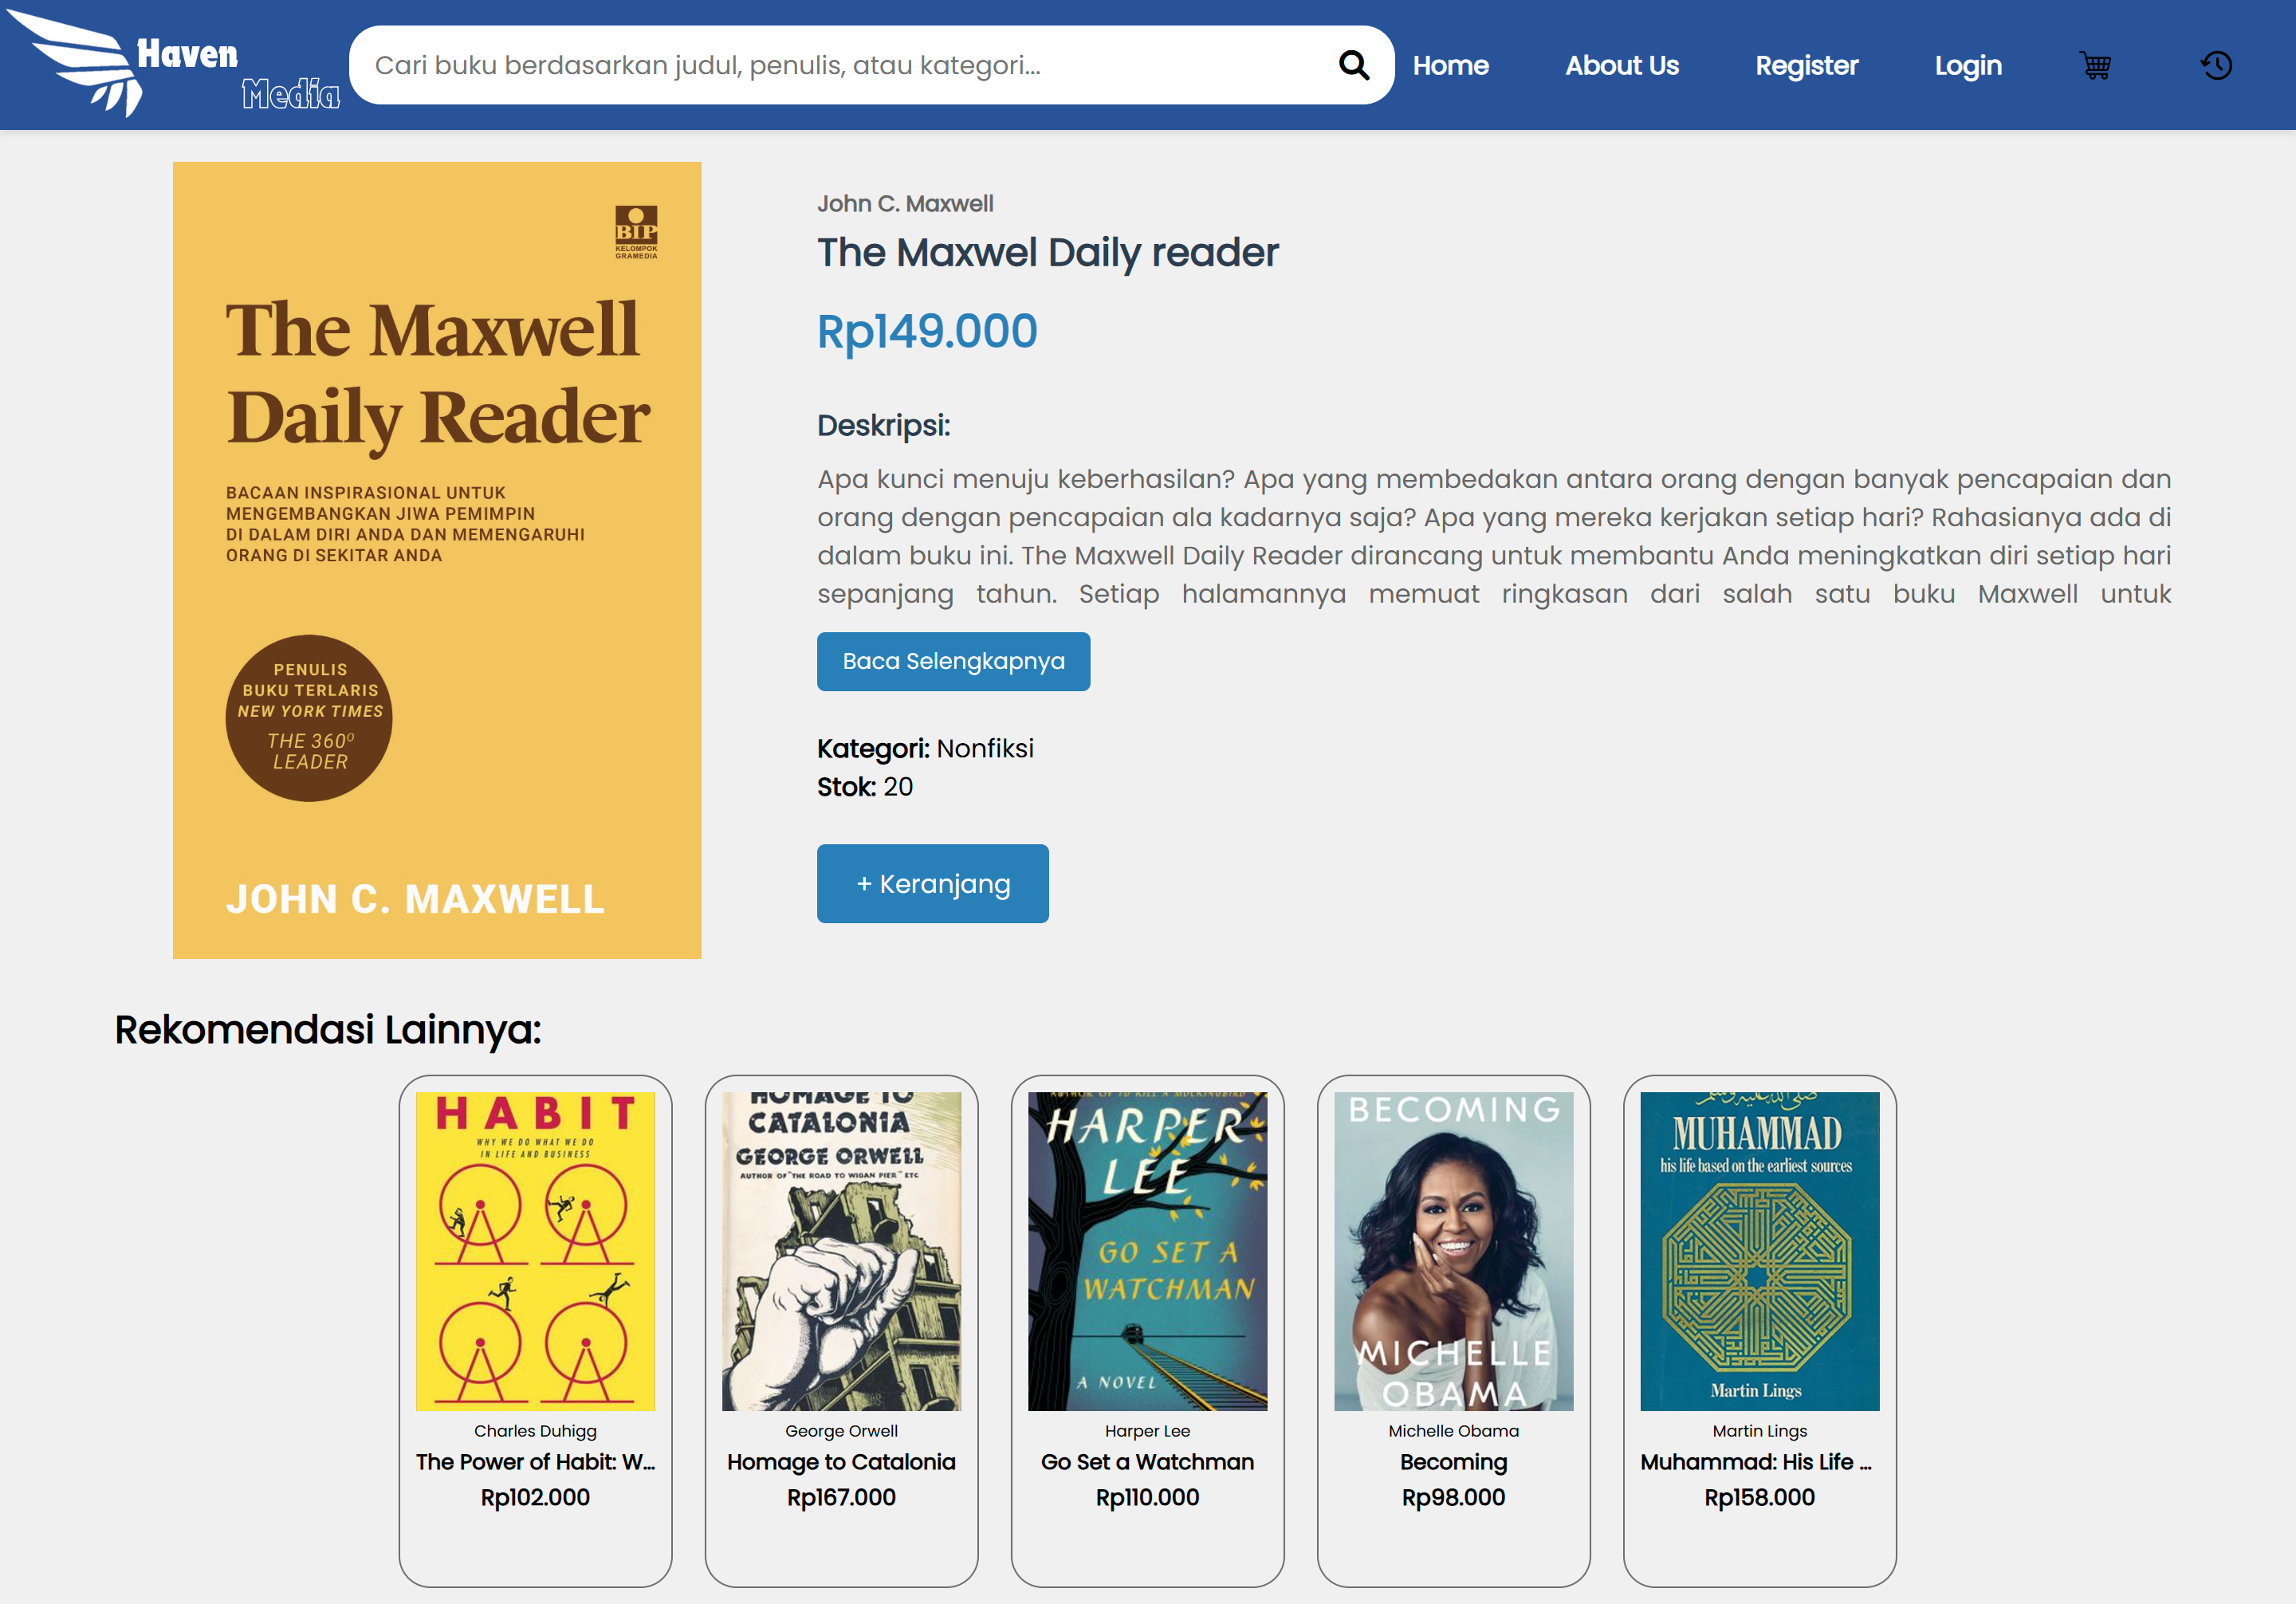 Haven
Media
Cari buku berdasarkan judul, penulis, atau kategori...
Home
About Us
Register
Login
BIP
KELOMPOK
GRAMEDIA
The Maxwell
Daily Reader
BACAAN INSPIRASIONAL UNTUK
MENGEMBANGKAN JIWA PEMIMPIN
DI DALAM DIRI ANDA DAN MEMENGARUHI
ORANG DI SEKITAR ANDA
PENULIS
BUKU TERLARIS
NEW YORK TIMES
THE 360º
LEADER
JOHN C. MAXWELL
John C. Maxwell
The Maxwel Daily reader
Rp149.000
Deskripsi:
Apa kunci menuju keberhasilan? Apa yang membedakan antara orang dengan banyak pencapaian dan
orang dengan pencapaian ala kadarnya saja? Apa yang mereka kerjakan setiap hari? Rahasianya ada di
dalam buku ini. The Maxwell Daily Reader dirancang untuk membantu Anda meningkatkan diri setiap hari
sepanjang tahun. Setiap halamannya memuat ringkasan dari salah satu buku Maxwell untuk
Baca Selengkapnya
Kategori: Nonfiksi
Stok: 20
+ Keranjang
Rekomendasi Lainnya:
HABIT
WHY WE DO WHAT WE DO
IN LIFE AND BUSINESS
Charles Duhigg
The Power of Habit: W...
Rp102.000
HOMAGE TO
CATALONIA
GEORGE ORWELL
AUTHOR OF "THE ROAD TO WIGAN PIER" ETC
George Orwell
Homage to Catalonia
Rp167.000
AUTHOR OF TO KILL A MOCKINGBIRD
HARPER
LEE
GO SET A
WATCHMAN
A NOVEL
Harper Lee
Go Set a Watchman
Rp110.000
BECOMING
MICHELLE
OBAMA
Michelle Obama
Becoming
Rp98.000
MUHAMMAD
his life based on the earliest sources
Martin Lings
Martin Lings
Muhammad: His Life ...
Rp158.000